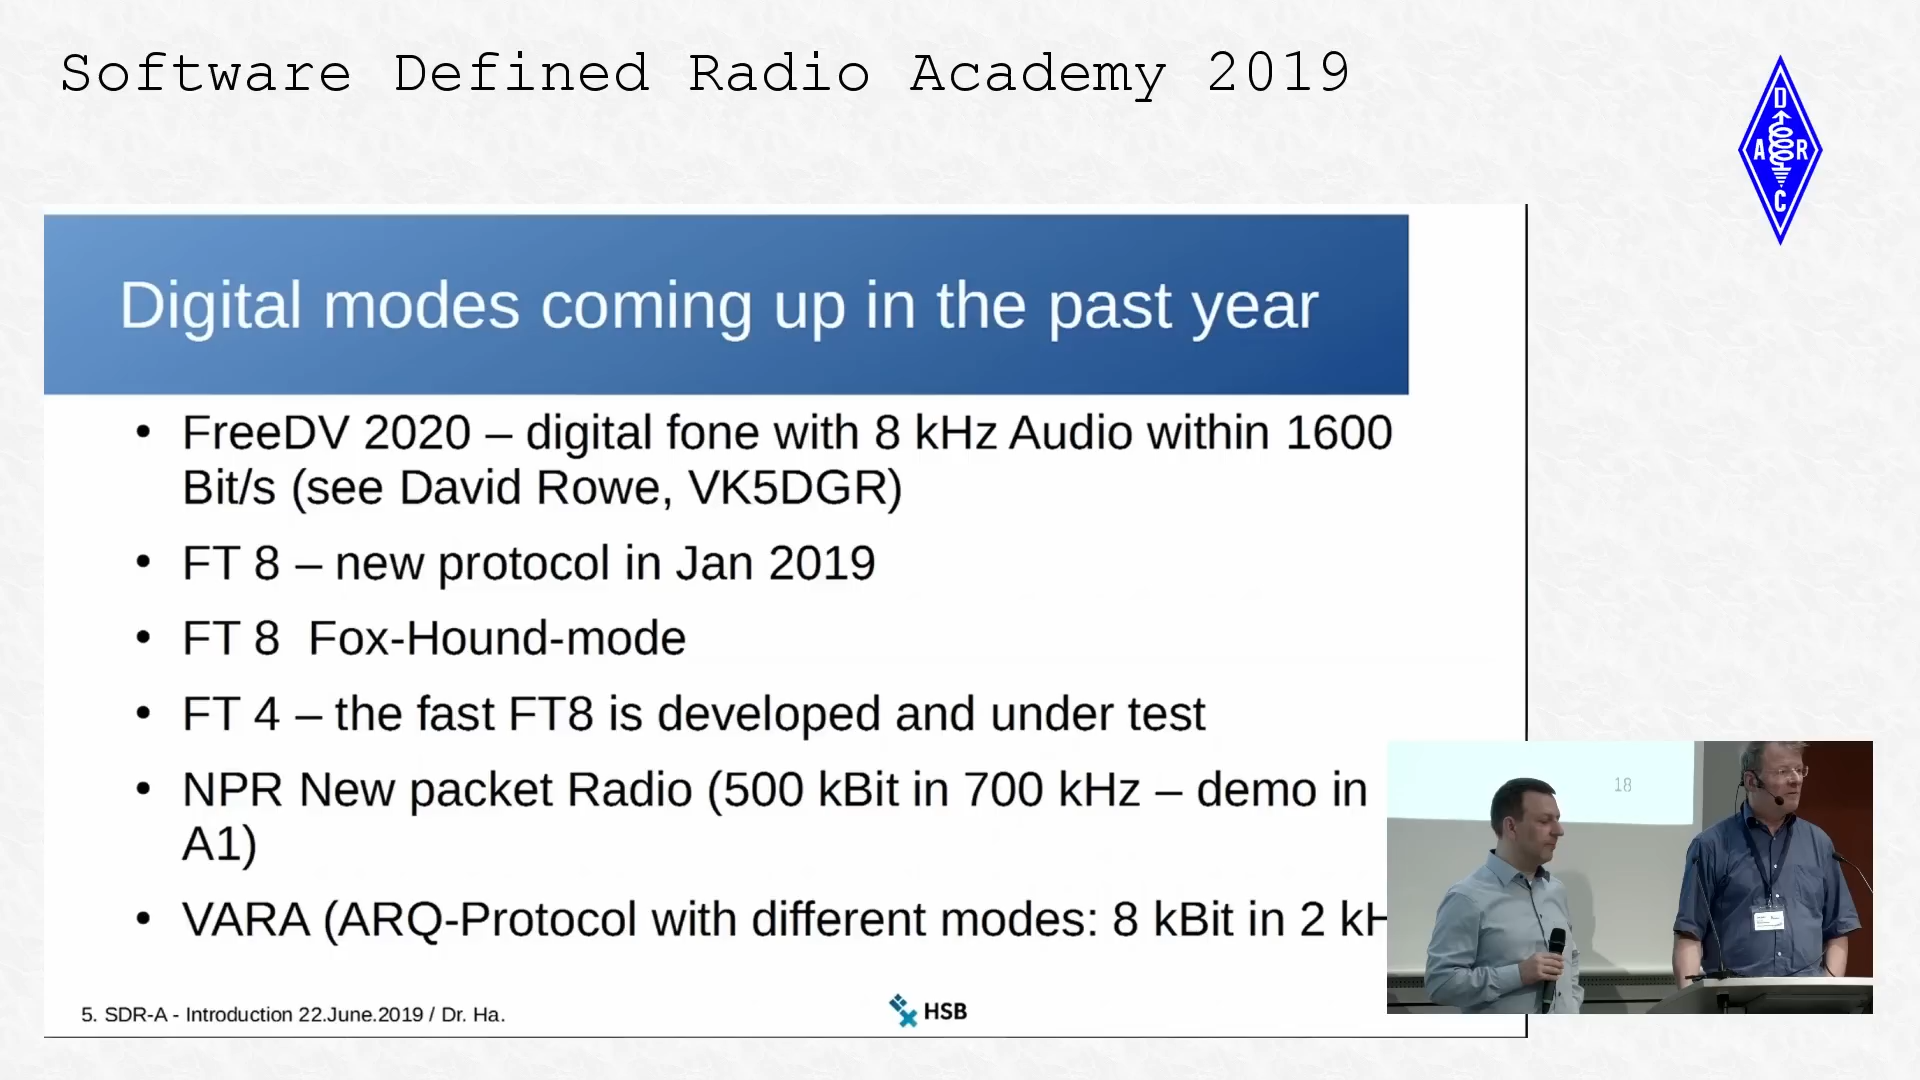 Software Defined Radio Academy 2019
D
A R
C
Digital modes coming up in the past year
• FreeDV 2020 – digital fone with 8 kHz Audio within 1600
Bit/s (see David Rowe, VK5DGR)
• FT 8 – new protocol in Jan 2019
• FT 8 Fox-Hound-mode
• FT 4 – the fast FT8 is developed and under test
• NPR New packet Radio (500 kBit in 700 kHz – demo in
A1)
• VARA (ARQ-Protocol with different modes: 8 kBit in 2
18
5. SDR-A - Introduction 22.June.2019 / Dr. Ha.
HSB